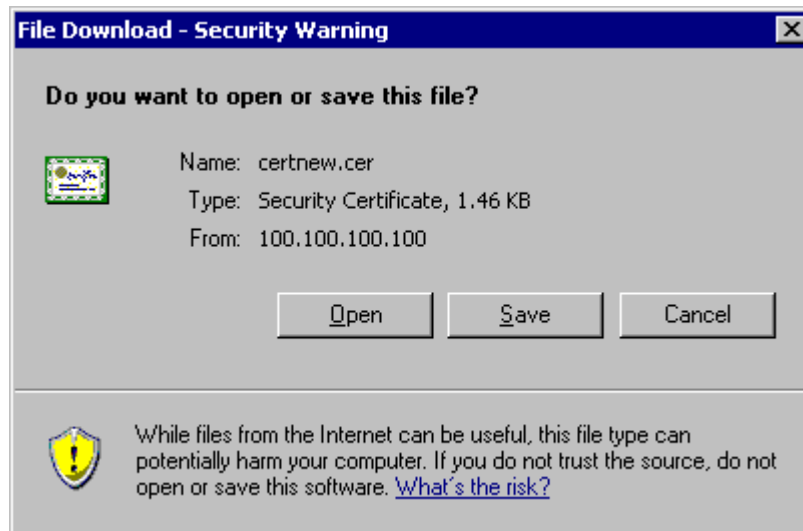 File Download - Security Warning
Do you want to open or save this file?
Name: certnew.cer
Type: Security Certificate, 1.46 KB
From: 100.100.100.100
Open Save Cancel
While files from the Internet can be useful, this file type can
potentially harm your computer. If you do not trust the source, do not
open or save this software. What's the risk?